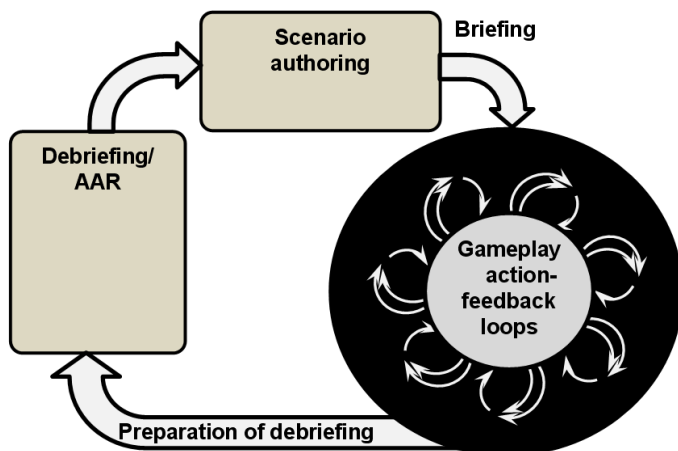 Scenario
authoring
Briefing
Debriefing/
AAR
Gameplay
action-
feedback
loops
Preparation of debriefing